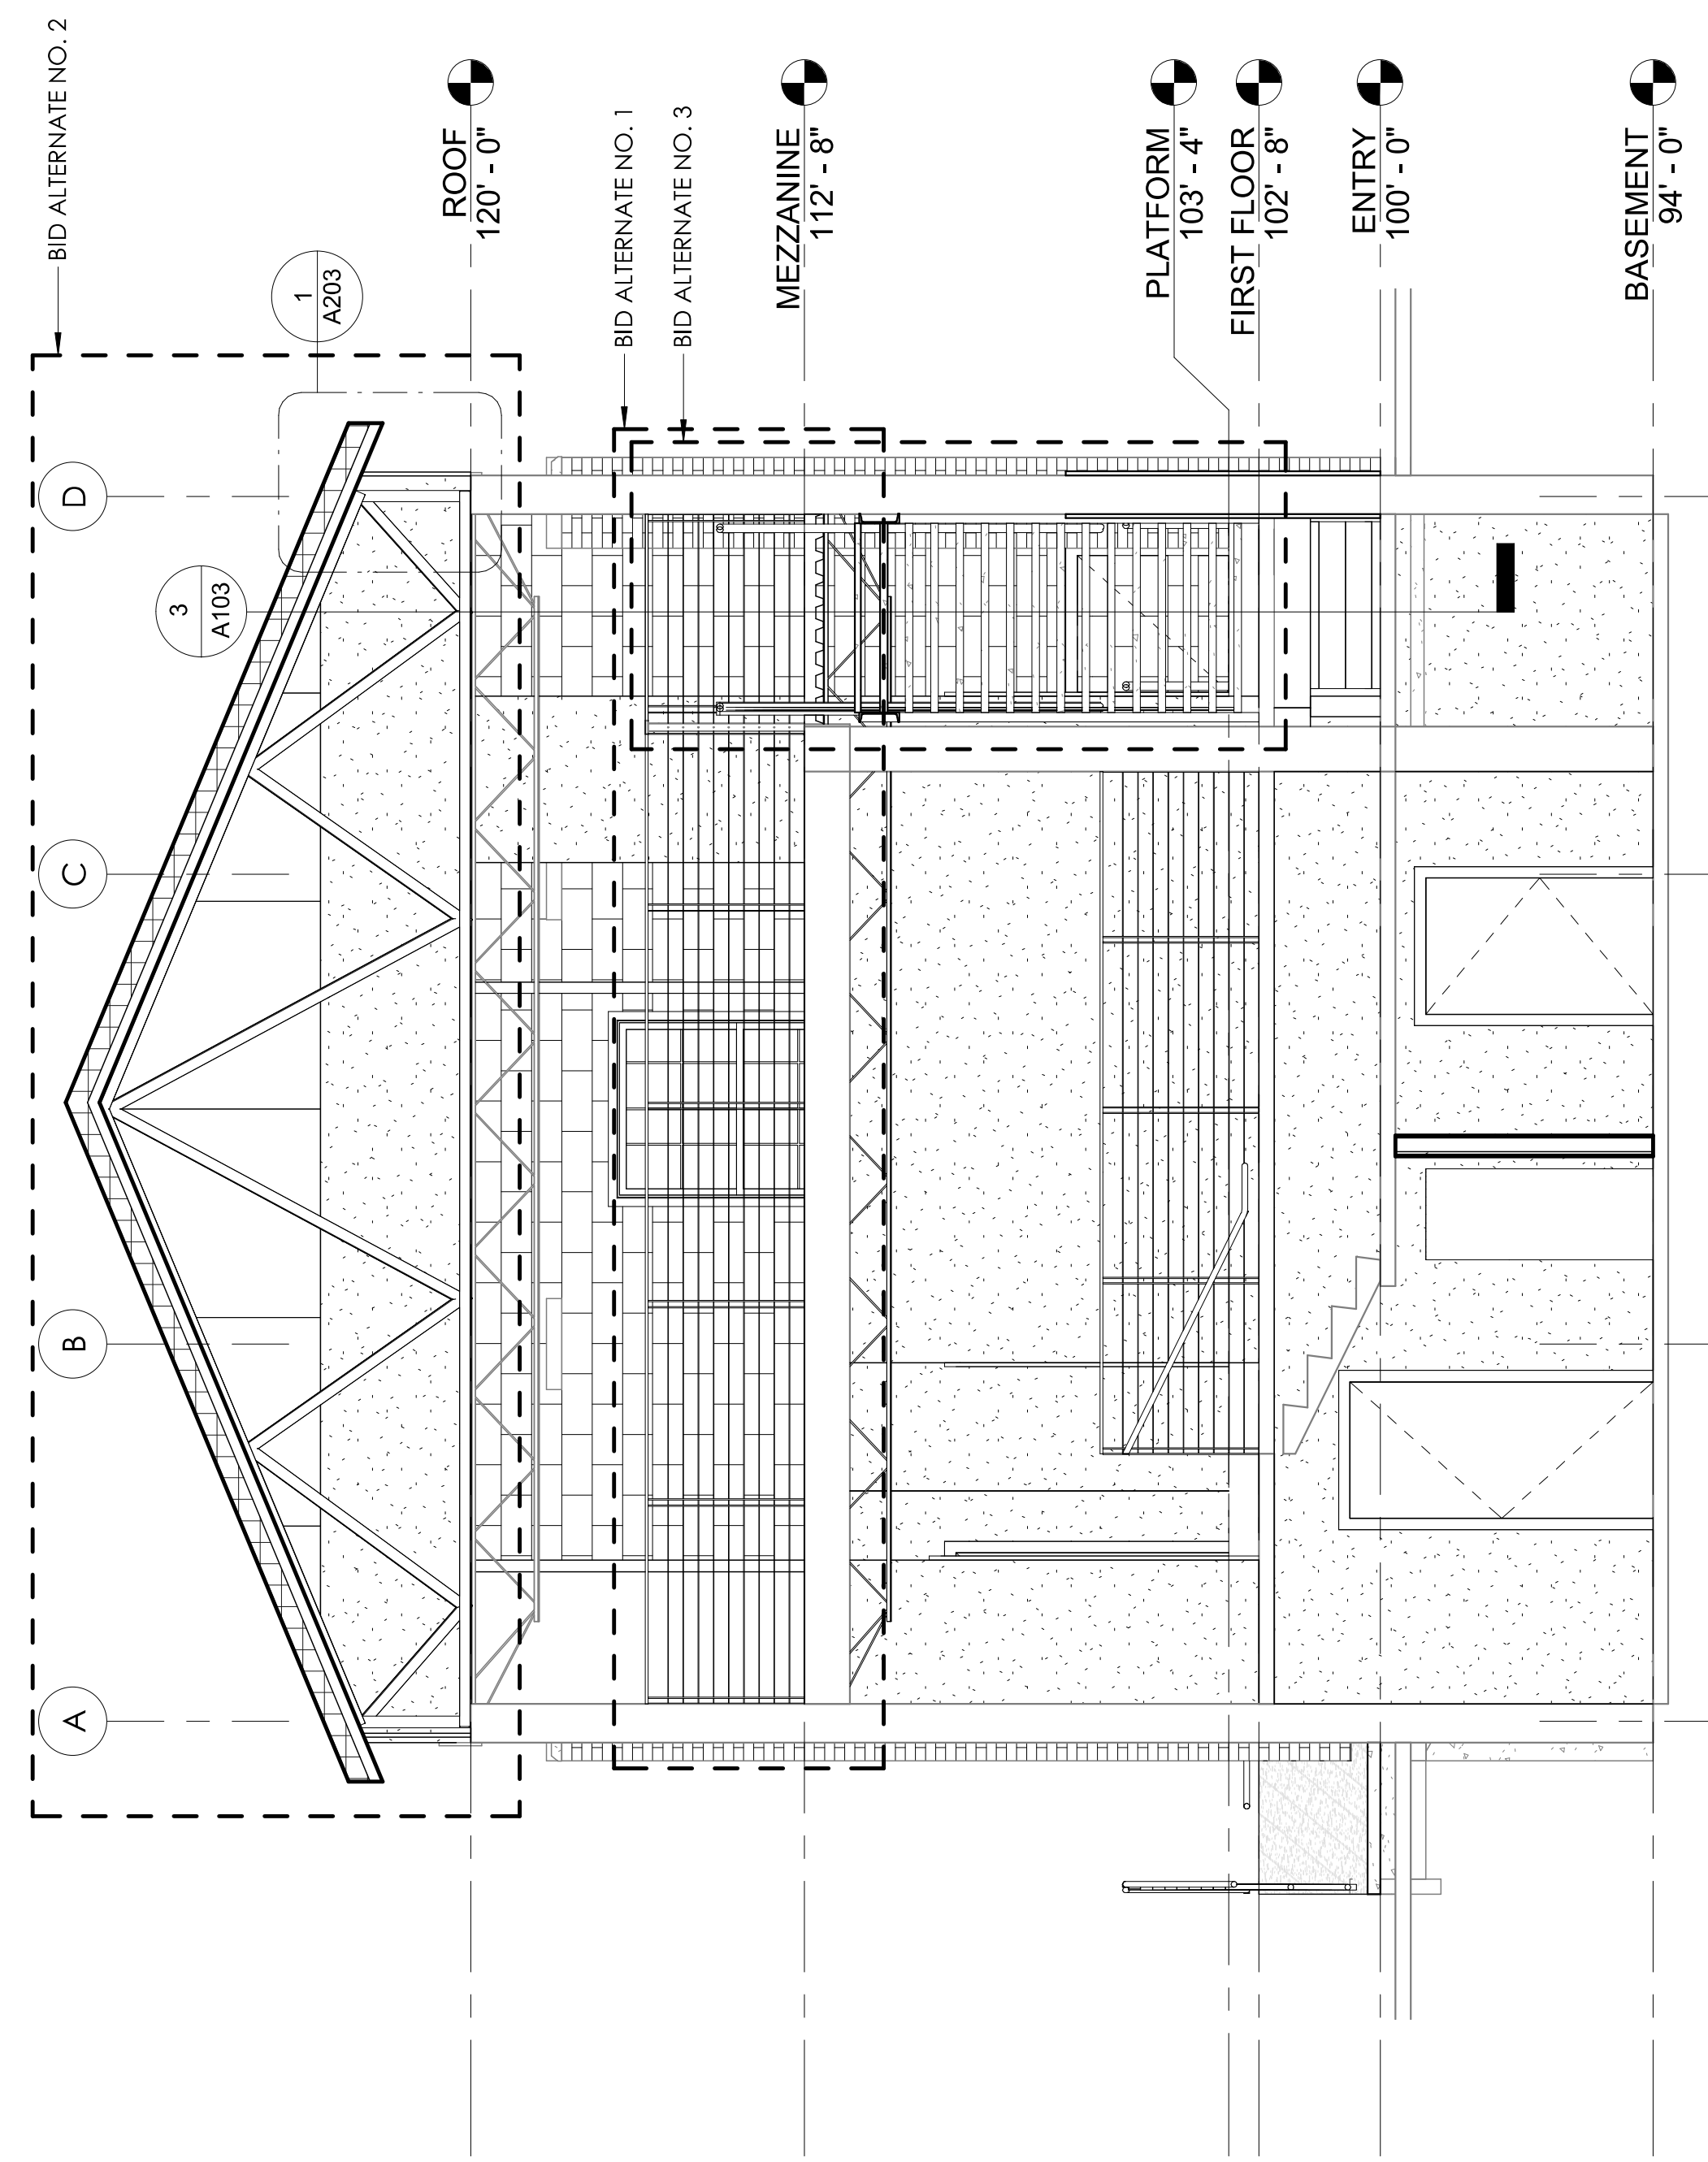 BID ALTERNATE NO. 2
A
B
C
D
1
A203
3
A103
ROOF
120' - 0"
BID ALTERNATE NO. 1
BID ALTERNATE NO. 3
MEZZANINE
112' - 8"
PLATFORM
103' - 4"
FIRST FLOOR
102' - 8"
ENTRY
100' - 0"
BASEMENT
94' - 0"